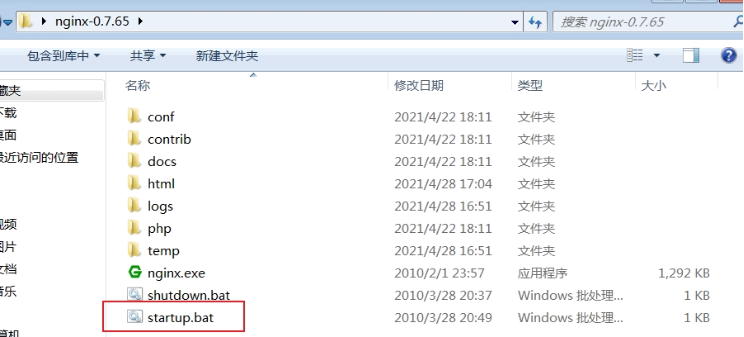 nginx-0.7.65
搜索 nginx-0.7.65
包含到库中 共享 新建文件夹
名称 修改日期 类型 大小
藏夹
下载
桌面
最近访问的位置
视频
图片
文档
音乐
算机
conf 2021/4/22 18:11 文件夹
contrib 2021/4/22 18:11 文件夹
docs 2021/4/22 18:11 文件夹
html 2021/4/28 17:04 文件夹
logs 2021/4/28 16:51 文件夹
php 2021/4/22 18:11 文件夹
temp 2021/4/28 16:51 文件夹
nginx.exe 2010/2/1 23:57 应用程序 1,292 KB
shutdown.bat 2010/3/28 20:37 Windows 批处理... 1 KB
startup.bat 2010/3/28 20:49 Windows 批处理... 1 KB